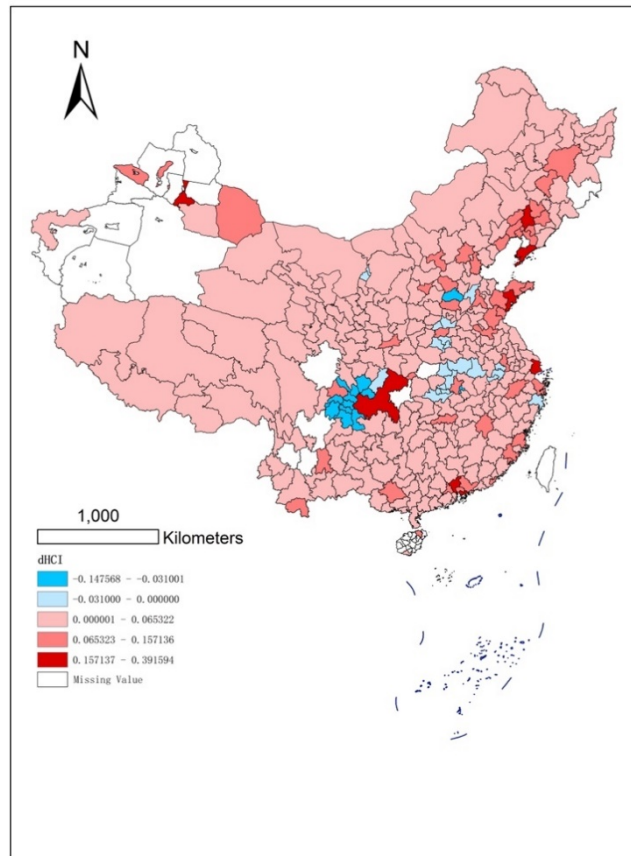 N
1,000
Kilometers
dHCI
-0.147568 - -0.031001
-0.031000 - 0.000000
0.000001 - 0.065322
0.065323 - 0.157136
0.157137 - 0.391594
Missing Value